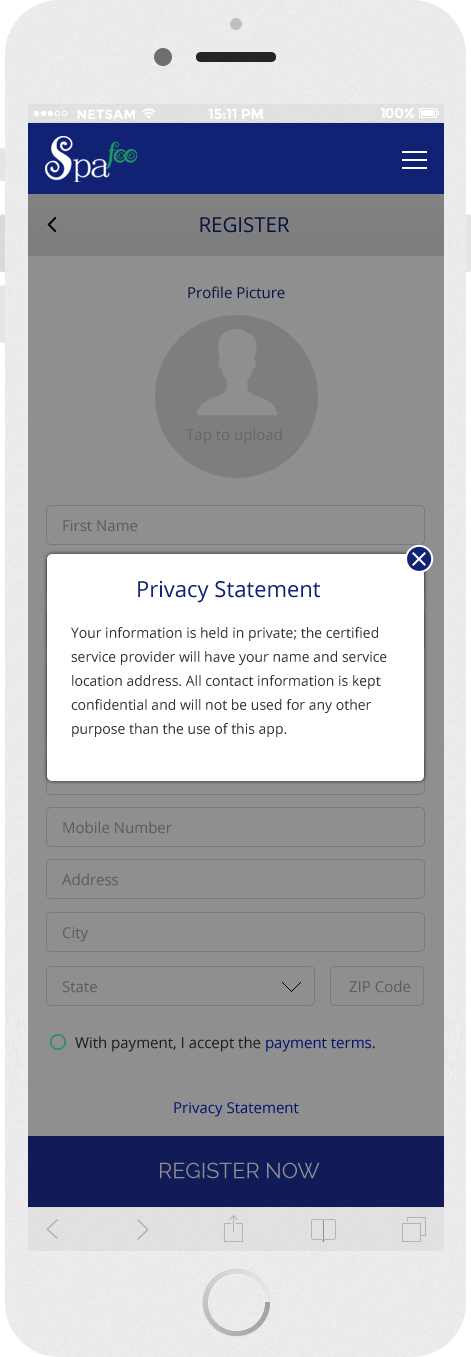 NETSAM 15:11 PM 100%
Spa foo
REGISTER
Profile Picture
Tap to upload
First Name
Privacy Statement
Your information is held in private; the certified
service provider will have your name and service
location address. All contact information is kept
confidential and will not be used for any other
purpose than the use of this app.
Mobile Number
Address
City
State ZIP Code
With payment, I accept the payment terms.
Privacy Statement
REGISTER NOW